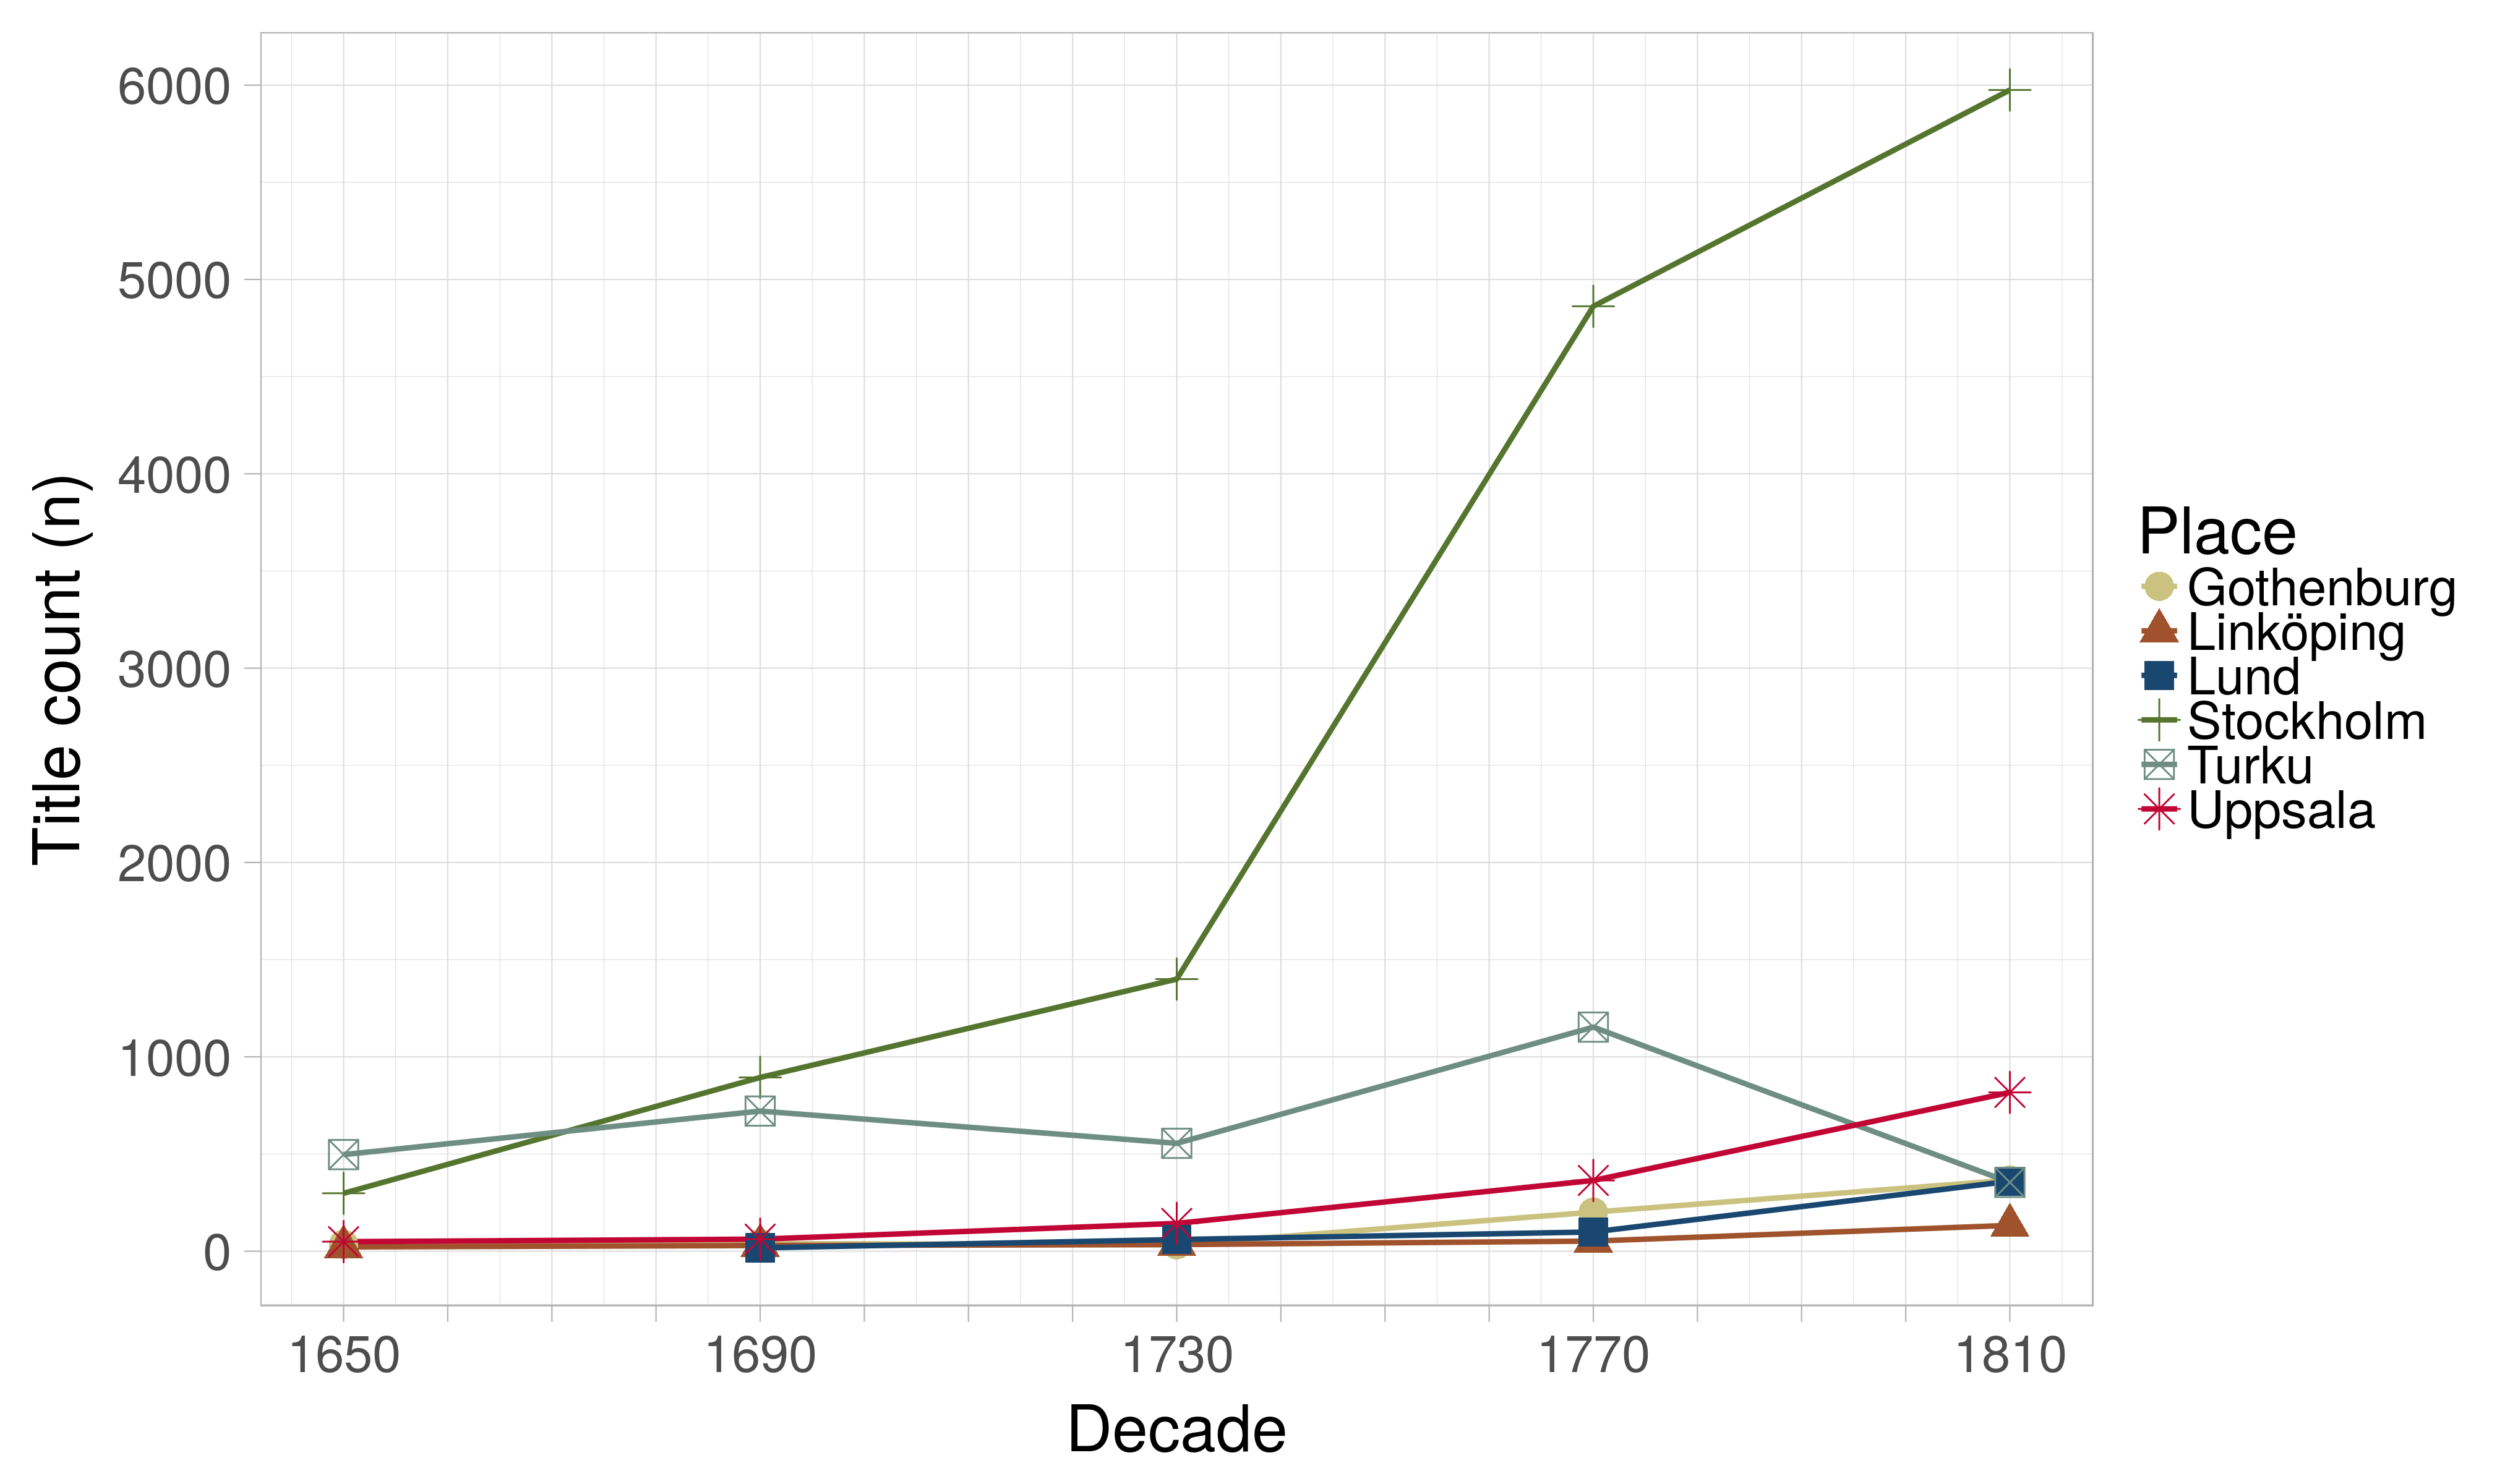 Title count (n)
6000
5000
4000
3000
2000
1000
0
1650 1690 1730 1770 1810
Decade
Place
Gothenburg
Linköping
Lund
Stockholm
Turku
Uppsala